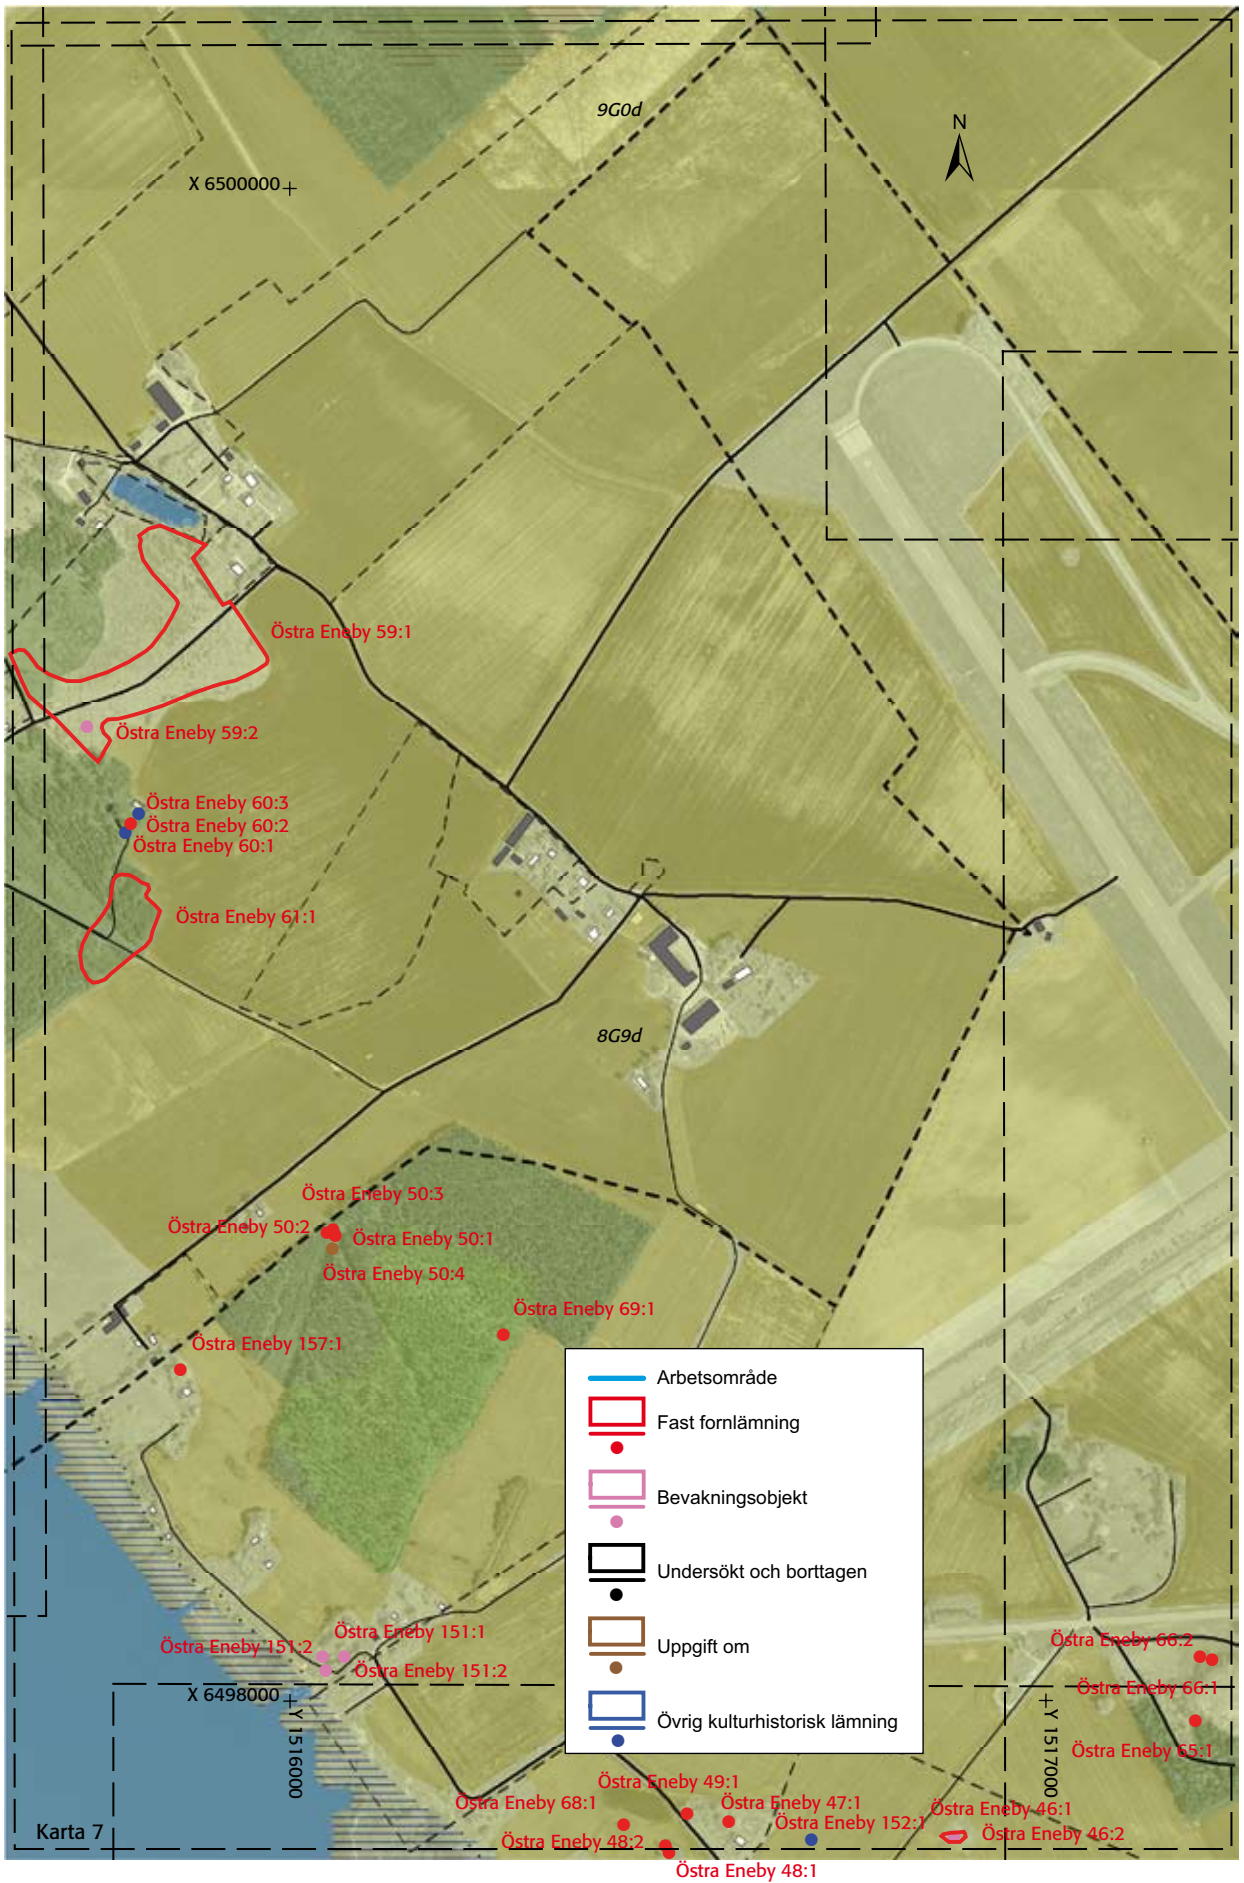 9G0d
N
X 6500000
Östra Eneby 59:1
Östra Eneby 59:2
Östra Eneby 60:3
Östra Eneby 60:2
Östra Eneby 60:1
Östra Eneby 61:1
8G9d
Östra Eneby 50:3
Östra Eneby 50:2
Östra Eneby 50:1
Östra Eneby 50:4
Östra Eneby 69:1
Östra Eneby 157:1
Arbetsområde
Fast fornlämning
Bevakningsobjekt
Undersökt och borttagen
Uppgift om
Övrig kulturhistorisk lämning
Östra Eneby 151:1
Östra Eneby 151:2
Östra Eneby 151:2
Östra Eneby 66:2
Östra Eneby 66:1
X 6498000
Y 1516000
Y 1517000
Östra Eneby 65:1
Östra Eneby 49:1
Östra Eneby 68:1
Östra Eneby 47:1
Östra Eneby 46:1
Östra Eneby 152:1
Östra Eneby 46:2
Karta 7
Östra Eneby 48:2
Östra Eneby 48:1